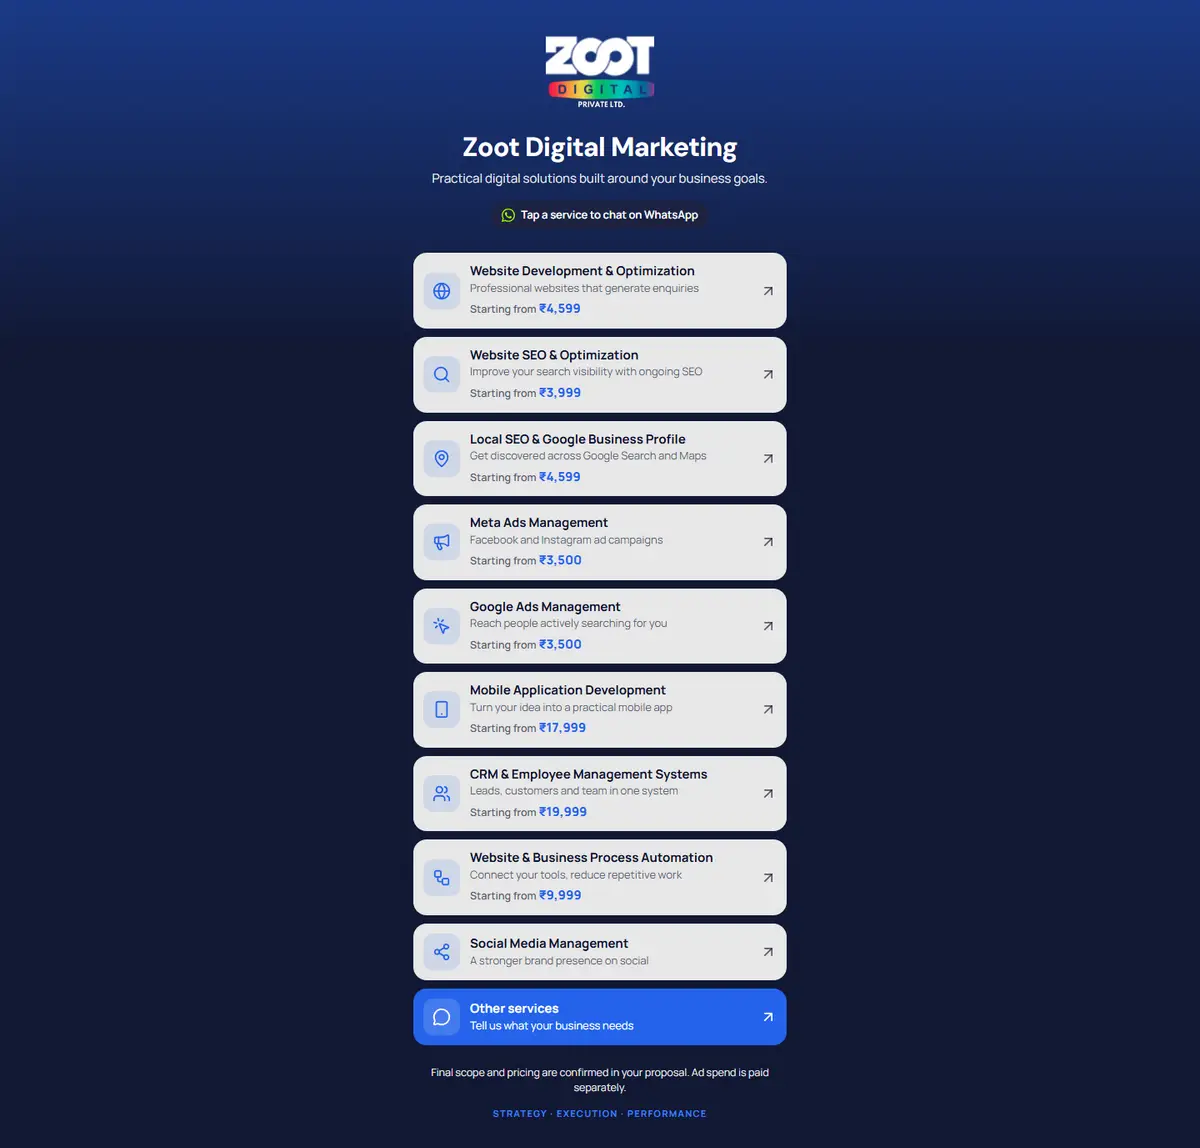 ZOOT
DIGITAL
PRIVATE LTD.
Zoot Digital Marketing
Practical digital solutions built around your business goals.
Tap a service to chat on WhatsApp
Website Development & Optimization
Professional websites that generate enquiries
Starting from ₹4,599
Website SEO & Optimization
Improve your search visibility with ongoing SEO
Starting from ₹3,999
Local SEO & Google Business Profile
Get discovered across Google Search and Maps
Starting from ₹4,599
Meta Ads Management
Facebook and Instagram ad campaigns
Starting from ₹3,500
Google Ads Management
Reach people actively searching for you
Starting from ₹3,500
Mobile Application Development
Turn your idea into a practical mobile app
Starting from ₹17,999
CRM & Employee Management Systems
Leads, customers and team in one system
Starting from ₹19,999
Website & Business Process Automation
Connect your tools, reduce repetitive work
Starting from ₹9,999
Social Media Management
A stronger brand presence on social
Other services
Tell us what your business needs
Final scope and pricing are confirmed in your proposal. Ad spend is paid
separately.
STRATEGY · EXECUTION · PERFORMANCE